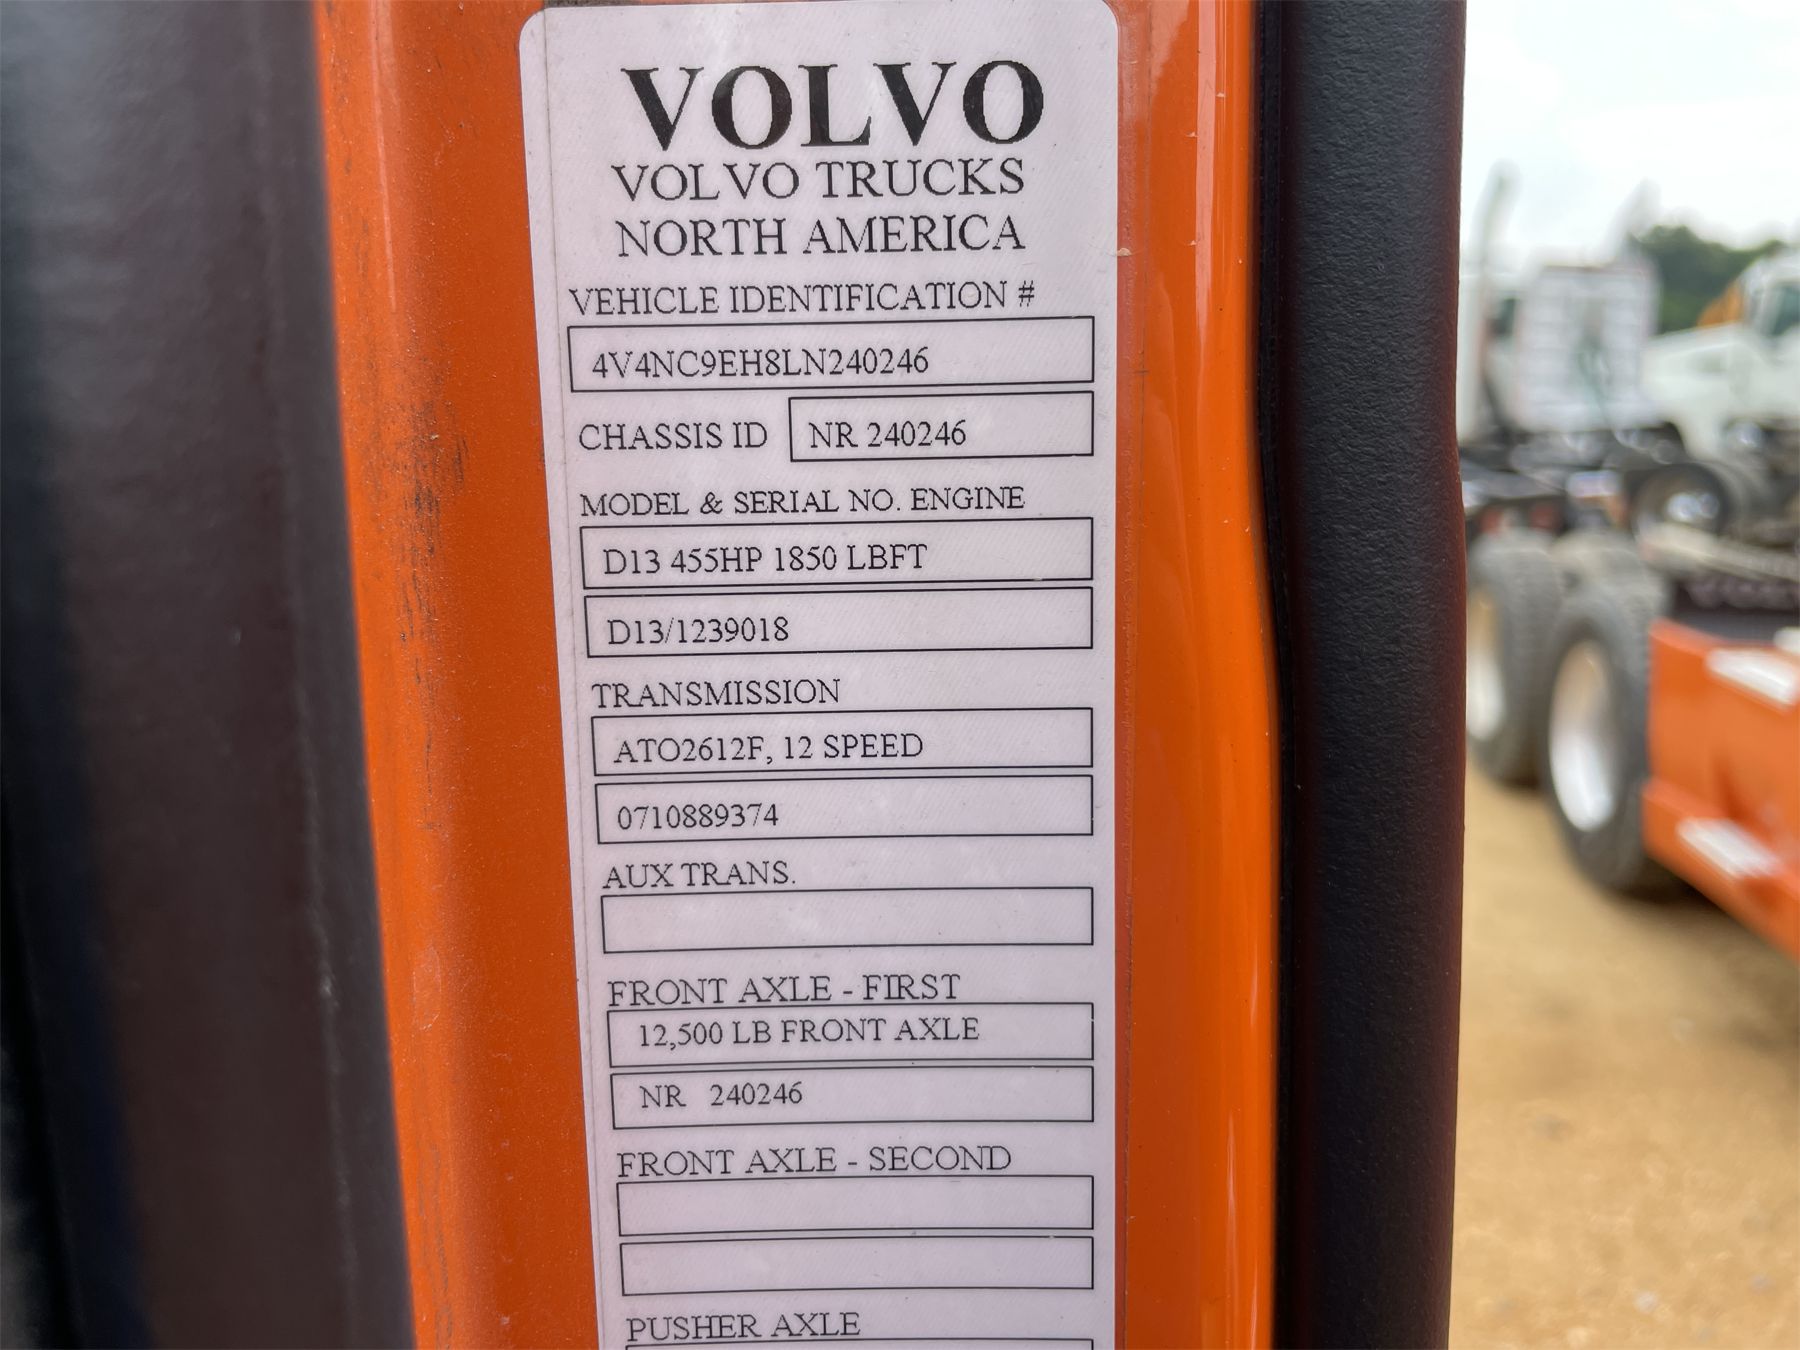 VOLVO
VOLVO TRUCKS
NORTH AMERICA
VEHICLE IDENTIFICATION #
4V4NC9EH8LN240246
CHASSIS ID NR 240246
MODEL & SERIAL NO. ENGINE
D13 455HP 1850 LBFT
D13/1239018
TRANSMISSION
ATO2612F, 12 SPEED
0710889374
AUX TRANS.
FRONT AXLE - FIRST
12,500 LB FRONT AXLE
NR 240246
FRONT AXLE - SECOND
PUSHER AXLE